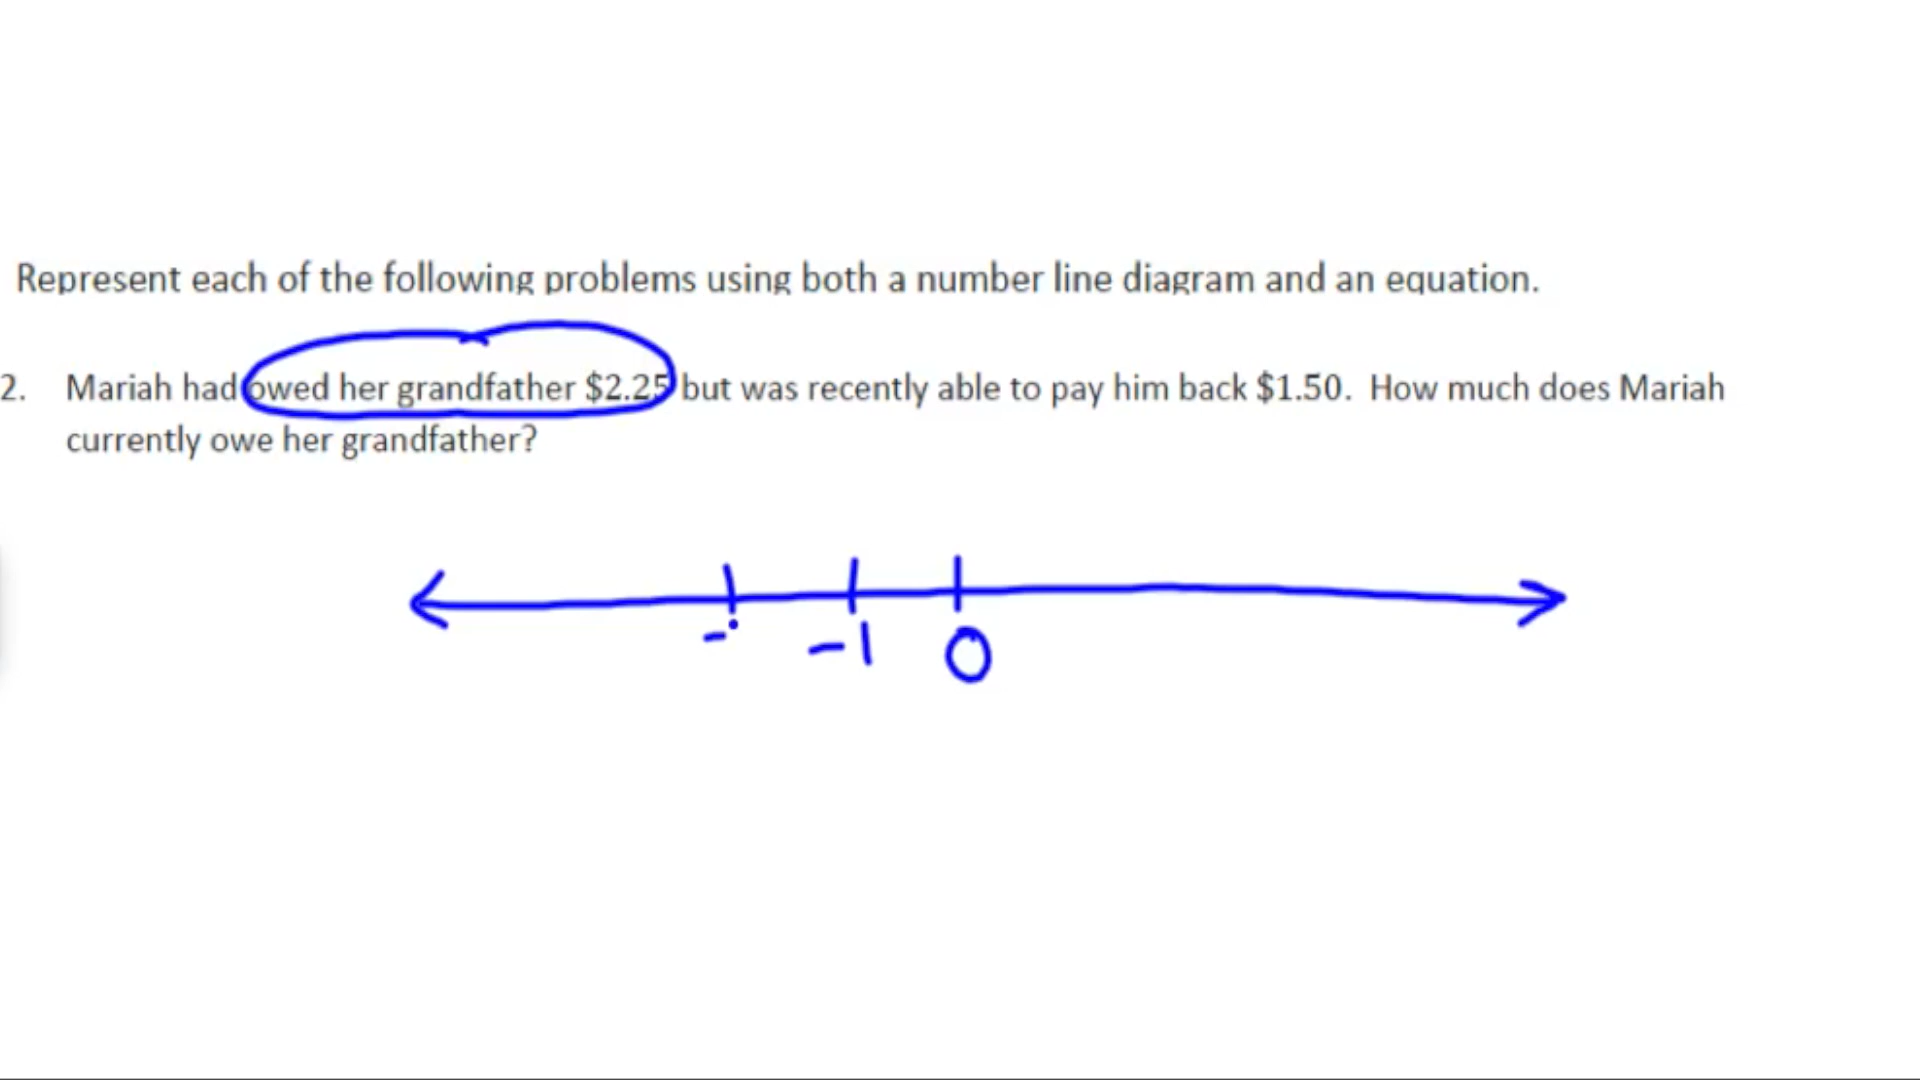 Represent each of the following problems using both a number line diagram and an equation.
2. Mariah had owed her grandfather $2.25 but was recently able to pay him back $1.50. How much does Mariah
currently owe her grandfather?
- -1 0